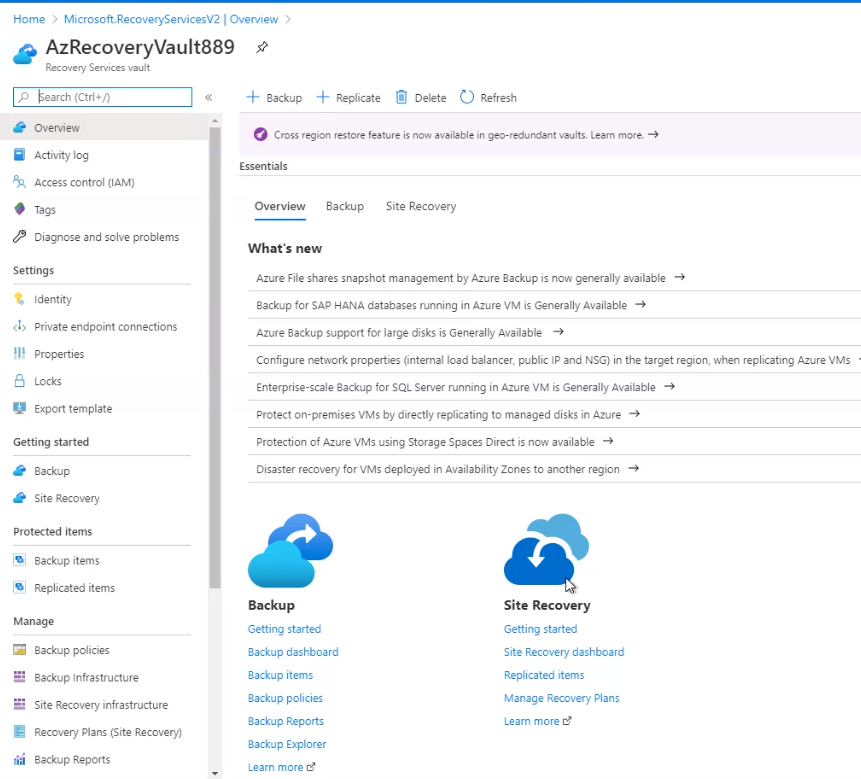 Home > Microsoft.RecoveryServicesV2 | Overview >
AzRecoveryVault889
Recovery Services vault
Search (Ctrl+/)
«
Overview
Activity log
Access control (IAM)
Tags
Diagnose and solve problems
Settings
Identity
Private endpoint connections
Properties
Locks
Export template
Getting started
Backup
Site Recovery
Protected items
Backup items
Replicated items
Manage
Backup policies
Backup Infrastructure
Site Recovery infrastructure
Recovery Plans (Site Recovery)
Backup Reports
+ Backup + Replicate Delete Refresh
Cross region restore feature is now available in geo-redundant vaults. Learn more. →
Essentials
Overview Backup Site Recovery
What's new
Azure File shares snapshot management by Azure Backup is now generally available →
Backup for SAP HANA databases running in Azure VM is Generally Available →
Azure Backup support for large disks is Generally Available →
Configure network properties (internal load balancer, public IP and NSG) in the target region, when replicating Azure VMs
Enterprise-scale Backup for SQL Server running in Azure VM is Generally Available →
Protect on-premises VMs by directly replicating to managed disks in Azure →
Protection of Azure VMs using Storage Spaces Direct is now available →
Disaster recovery for VMs deployed in Availability Zones to another region →
Backup
Getting started
Backup dashboard
Backup items
Backup policies
Backup Reports
Backup Explorer
Learn more
Site Recovery
Getting started
Site Recovery dashboard
Replicated items
Manage Recovery Plans
Learn more